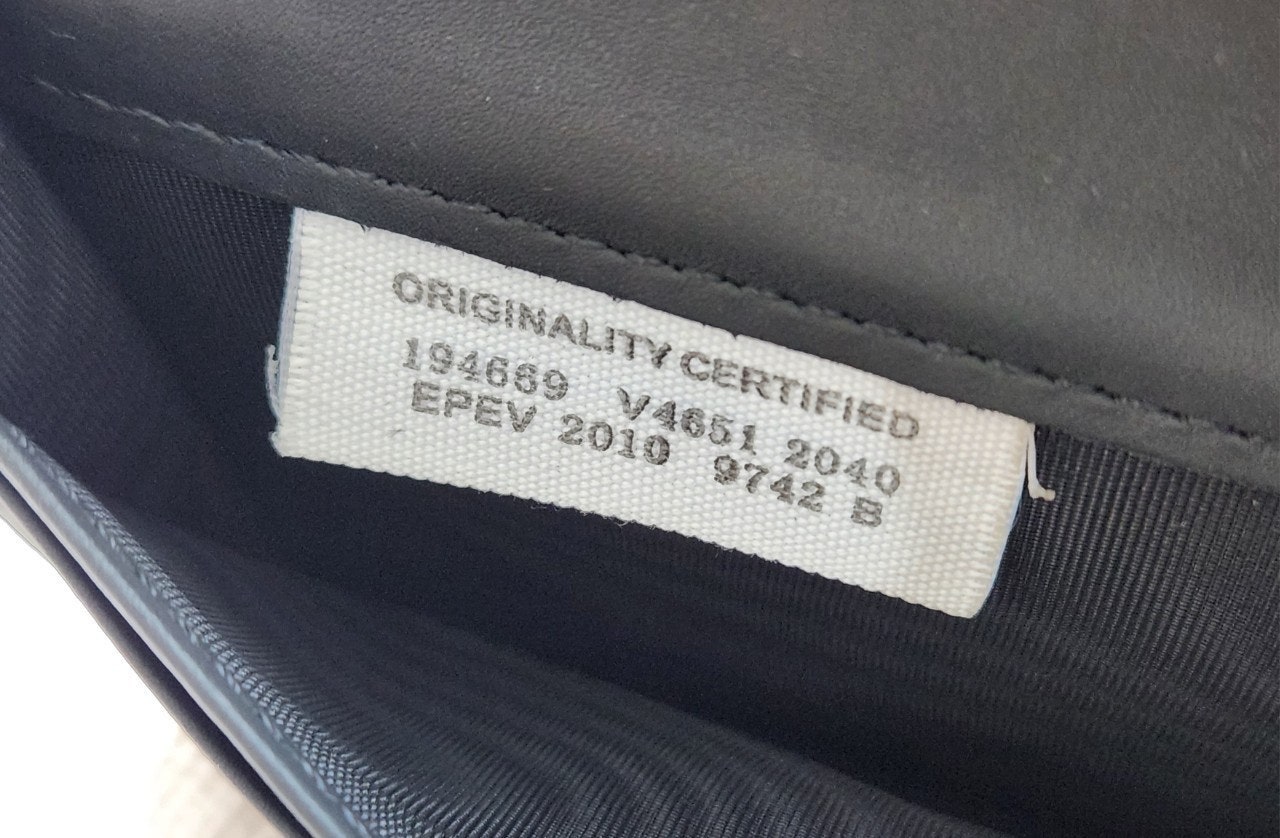 ORIGINALITY CERTIFIED
194669 V4651 2040
EPEV 2010 9742 B